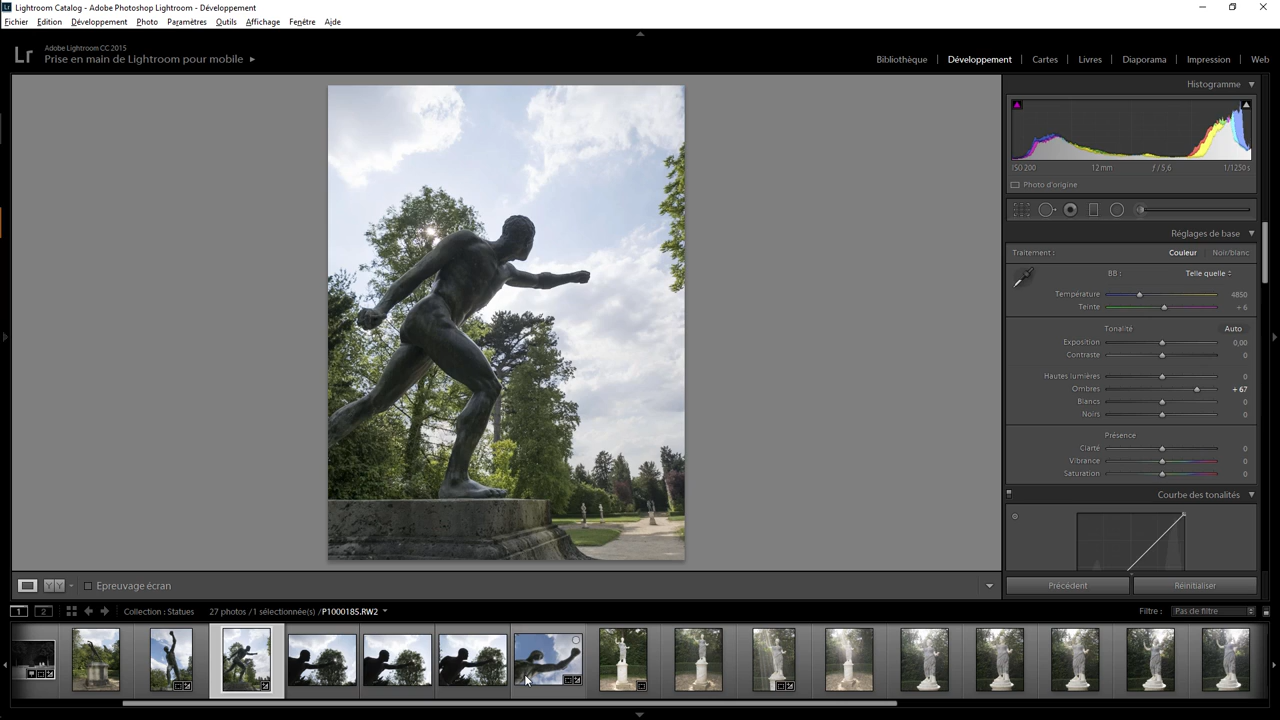 Lightroom Catalog - Adobe Photoshop Lightroom - Développement
Fichier Edition Développement Photo Paramètres Outils Affichage Fenêtre Aide
Lr
Adobe Lightroom CC 2015
Prise en main de Lightroom pour mobile
Bibliothèque | Développement | Cartes | Livres | Diaporama | Impression | Web
Histogramme
ISO 200 12 mm ƒ / 5,6 1/1250 s
Photo d'origine
Réglages de base
Traitement : Couleur Noir/blanc
BB : Telle quelle
Température 4850
Teinte + 6
Tonalité Auto
Exposition 0,00
Contraste 0
Hautes lumières 0
Ombres + 67
Blancs 0
Noirs 0
Présence
Clarté 0
Vibrance 0
Saturation 0
Courbe des tonalités
Y Y Epreuvage écran
Précédent Réinitialiser
1 2 Collection : Statues 27 photos /1 sélectionnée(s) /P1000185.RW2 Filtre : Pas de filtre